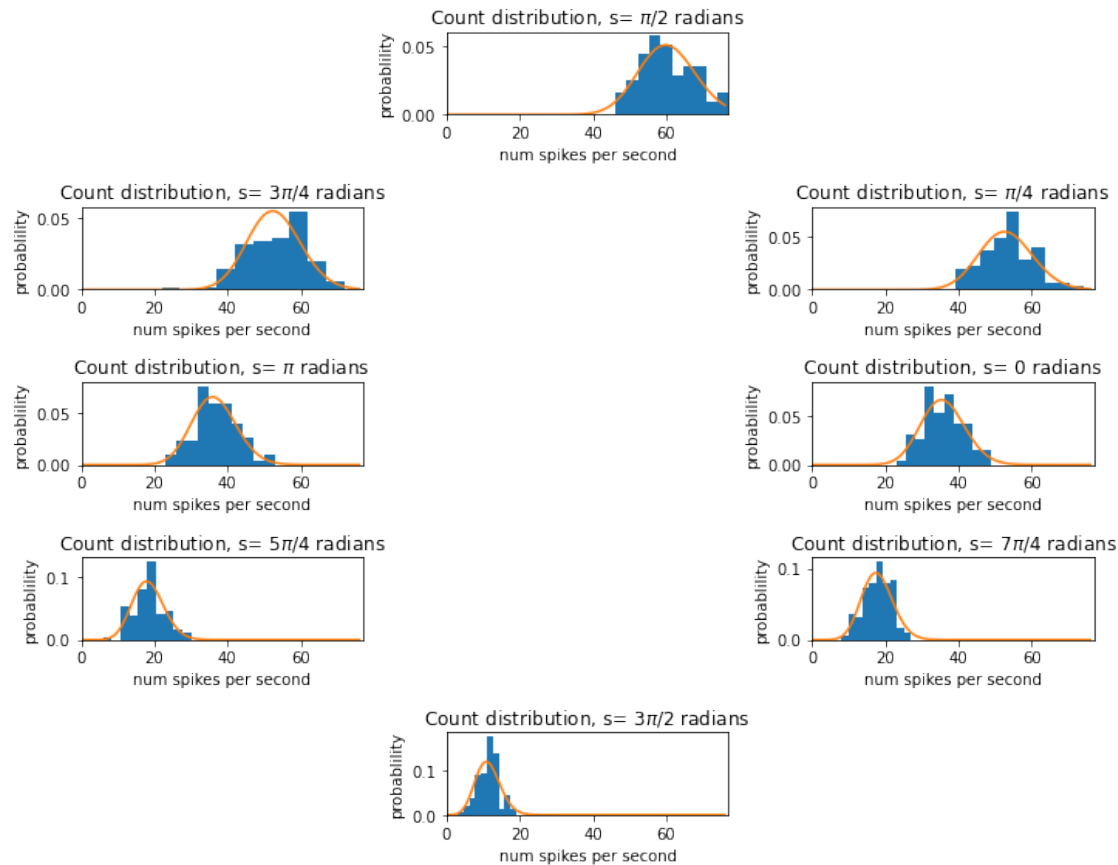 Count distribution, s= π/2 radians
0.05
0.00
probablility
0 20 40 60
num spikes per second
Count distribution, s= 3π/4 radians
0.05
0.00
probablility
0 20 40 60
num spikes per second
Count distribution, s= π/4 radians
0.05
0.00
probablility
0 20 40 60
num spikes per second
Count distribution, s= π radians
0.05
0.00
probablility
0 20 40 60
num spikes per second
Count distribution, s= 0 radians
0.05
0.00
probablility
0 20 40 60
num spikes per second
Count distribution, s= 5π/4 radians
0.1
0.0
probablility
0 20 40 60
num spikes per second
Count distribution, s= 7π/4 radians
0.1
0.0
probablility
0 20 40 60
num spikes per second
Count distribution, s= 3π/2 radians
0.1
0.0
probablility
0 20 40 60
num spikes per second